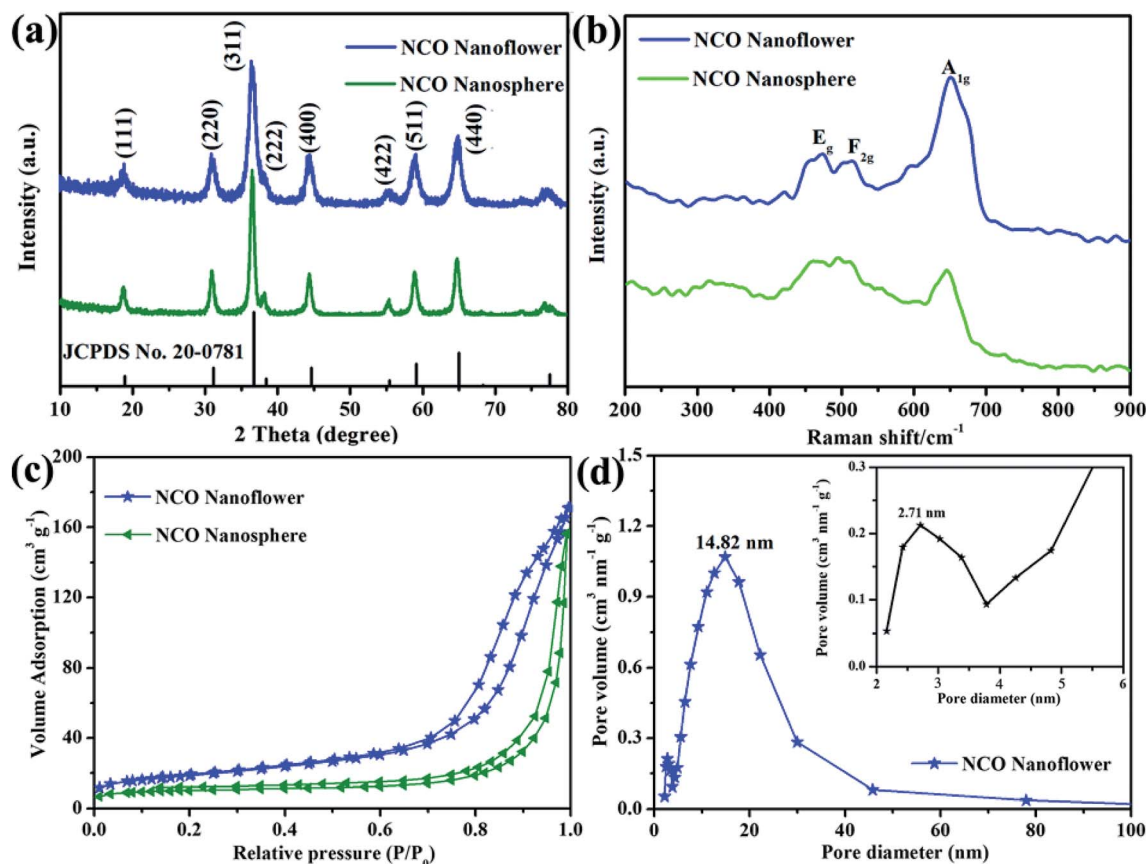 (a)
(111)
(220)
(311)
(222)
(400)
(422)
(511)
(440)
NCO Nanoflower
NCO Nanosphere
JCPDS No. 20-0781
Intensity (a.u.)
10 20 30 40 50 60 70 80
2 Theta (degree)
(b)
NCO Nanoflower
NCO Nanosphere
E_g
F_2g
A_1g
Intensity (a.u.)
200 300 400 500 600 700 800 900
Raman shift/cm⁻¹
(c)
NCO Nanoflower
NCO Nanosphere
Volume Adsorption (cm³ g⁻¹)
200
160
120
80
40
0
0.0 0.2 0.4 0.6 0.8 1.0
Relative pressure (P/P₀)
(d)
14.82 nm
NCO Nanoflower
Pore volume (cm³ nm⁻¹ g⁻¹)
1.5
1.2
0.9
0.6
0.3
0.0
0 20 40 60 80 100
Pore diameter (nm)
2.71 nm
Pore volume (cm³ nm⁻¹ g⁻¹)
0.3
0.2
0.1
0.0
2 3 4 5 6
Pore diameter (nm)